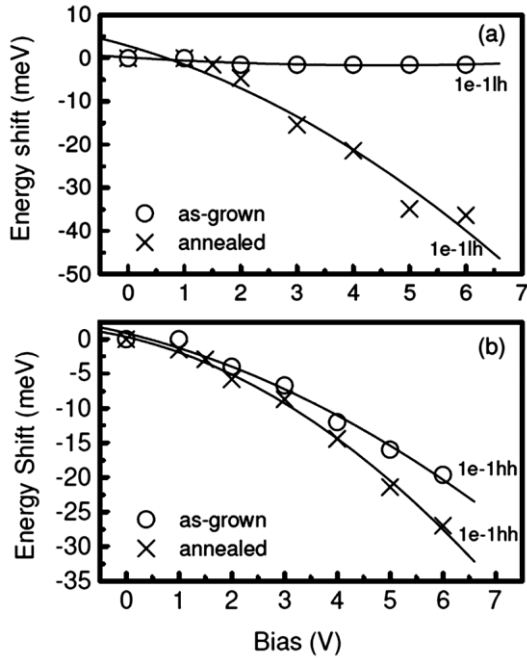 10
(a)
0
-10
1e-1lh
-20
-30
as-grown
-40
annealed
1e-1lh
-50
0 1 2 3 4 5 6 7
Energy shift (meV)
(b)
0
-5
-10
-15
-20
1e-1hh
-25
as-grown
1e-1hh
-30
annealed
-35
0 1 2 3 4 5 6 7
Energy Shift (meV)
Bias (V)